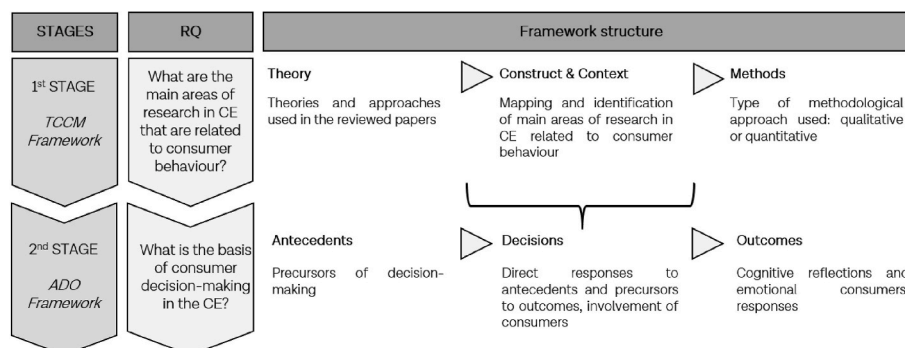 STAGES
RQ
Framework structure
1st STAGE
TCCM
Framework
What are the
main areas of
research in CE
that are related
to consumer
behaviour?
Theory
Theories and approaches
used in the reviewed papers
Construct & Context
Mapping and identification
of main areas of research in
CE related to consumer
behaviour
Methods
Type of methodological
approach used: qualitative
or quantitative
2nd STAGE
ADO
Framework
What is the basis
of consumer
decision-making
in the CE?
Antecedents
Precursors of decision-
making
Decisions
Direct responses to
antecedents and precursors
to outcomes, involvement of
consumers
Outcomes
Cognitive reflections and
emotional consumers
responses